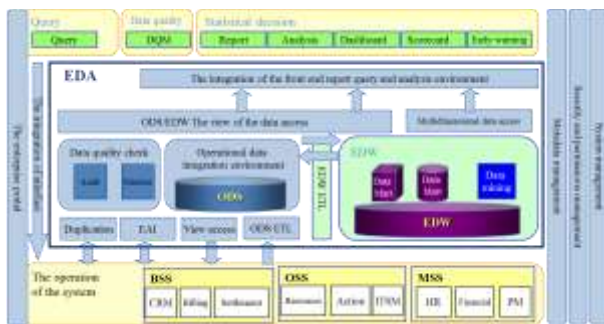 Query
Data quality
Statistical decision
Query
DQM
Report
Analysis
Dashboard
Scorecard
Early-warning
EDA
The integration of the front end report query and analysis environment
ODS/EDW The view of the data access
Multidimensional data access
Data quality check
Audit
Operational data
integration environment
ODS
EDW ETL
EDW
Data
Mart
Data
Mart
Data
mining
EDW
Duplication
EAI
View access
ODS ETL
The enterprise portal
The integration of interface
Metadata management
Security and permission management
System management
The operation
of the system
BSS
CRM
Billing
Settlement
OSS
Resource
Action
ITSM
MSS
HR
Financial
PM